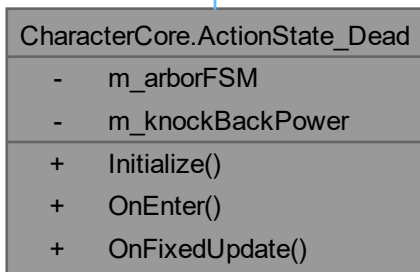 CharacterCore.ActionState_Dead
- m_arborFSM
- m_knockBackPower
+ Initialize()
+ OnEnter()
+ OnFixedUpdate()